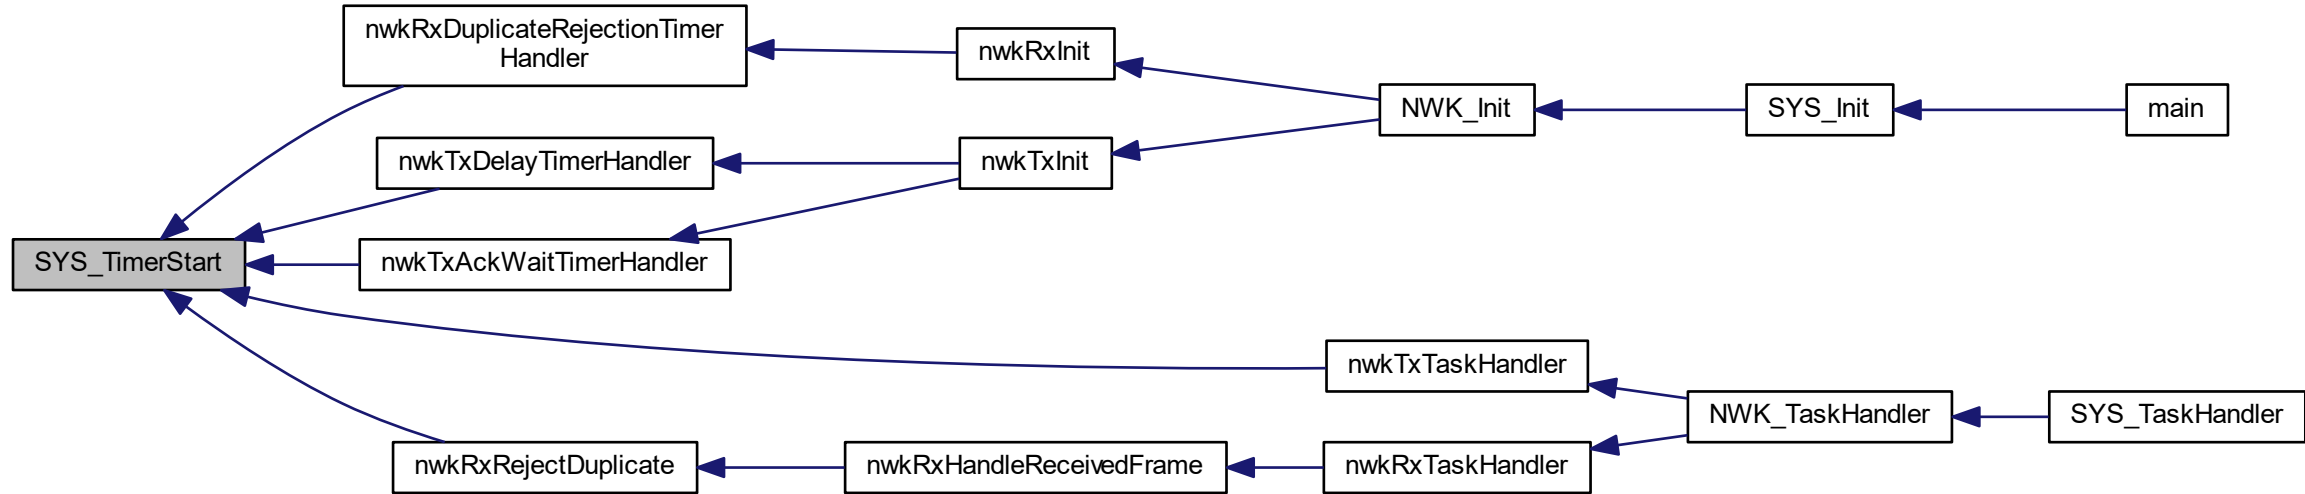 nwkRxDuplicateRejectionTimer
Handler
nwkRxInit
NWK_Init
SYS_Init
main
nwkTxDelayTimerHandler
nwkTxInit
SYS_TimerStart
nwkTxAckWaitTimerHandler
nwkTxTaskHandler
NWK_TaskHandler
SYS_TaskHandler
nwkRxRejectDuplicate
nwkRxHandleReceivedFrame
nwkRxTaskHandler